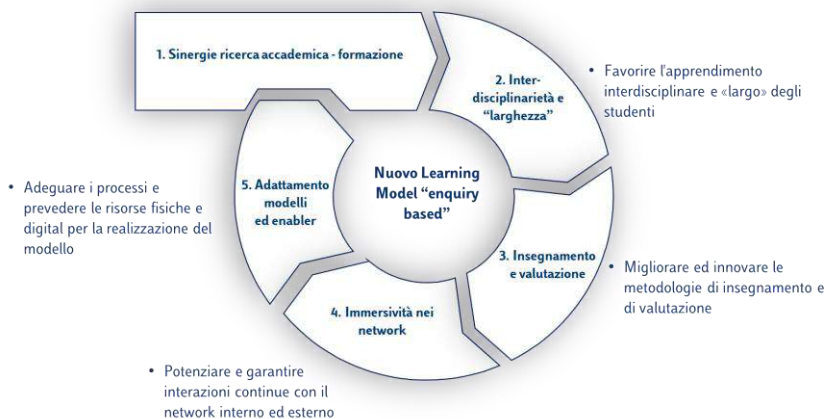 1. Sinergie ricerca accademica - formazione
2. Inter-
disciplinarietà e
“larghezza”
• Favorire l'apprendimento
interdisciplinare e «largo» degli
studenti
Nuovo Learning
Model “enquiry
based”
5. Adattamento
modelli
ed enabler
• Adeguare i processi e
prevedere le risorse fisiche e
digital per la realizzazione del
modello
3. Insegnamento
e valutazione
• Migliorare ed innovare le
metodologie di insegnamento e
di valutazione
4. Immersività nei
network
• Potenziare e garantire
interazioni continue con il
network interno ed esterno